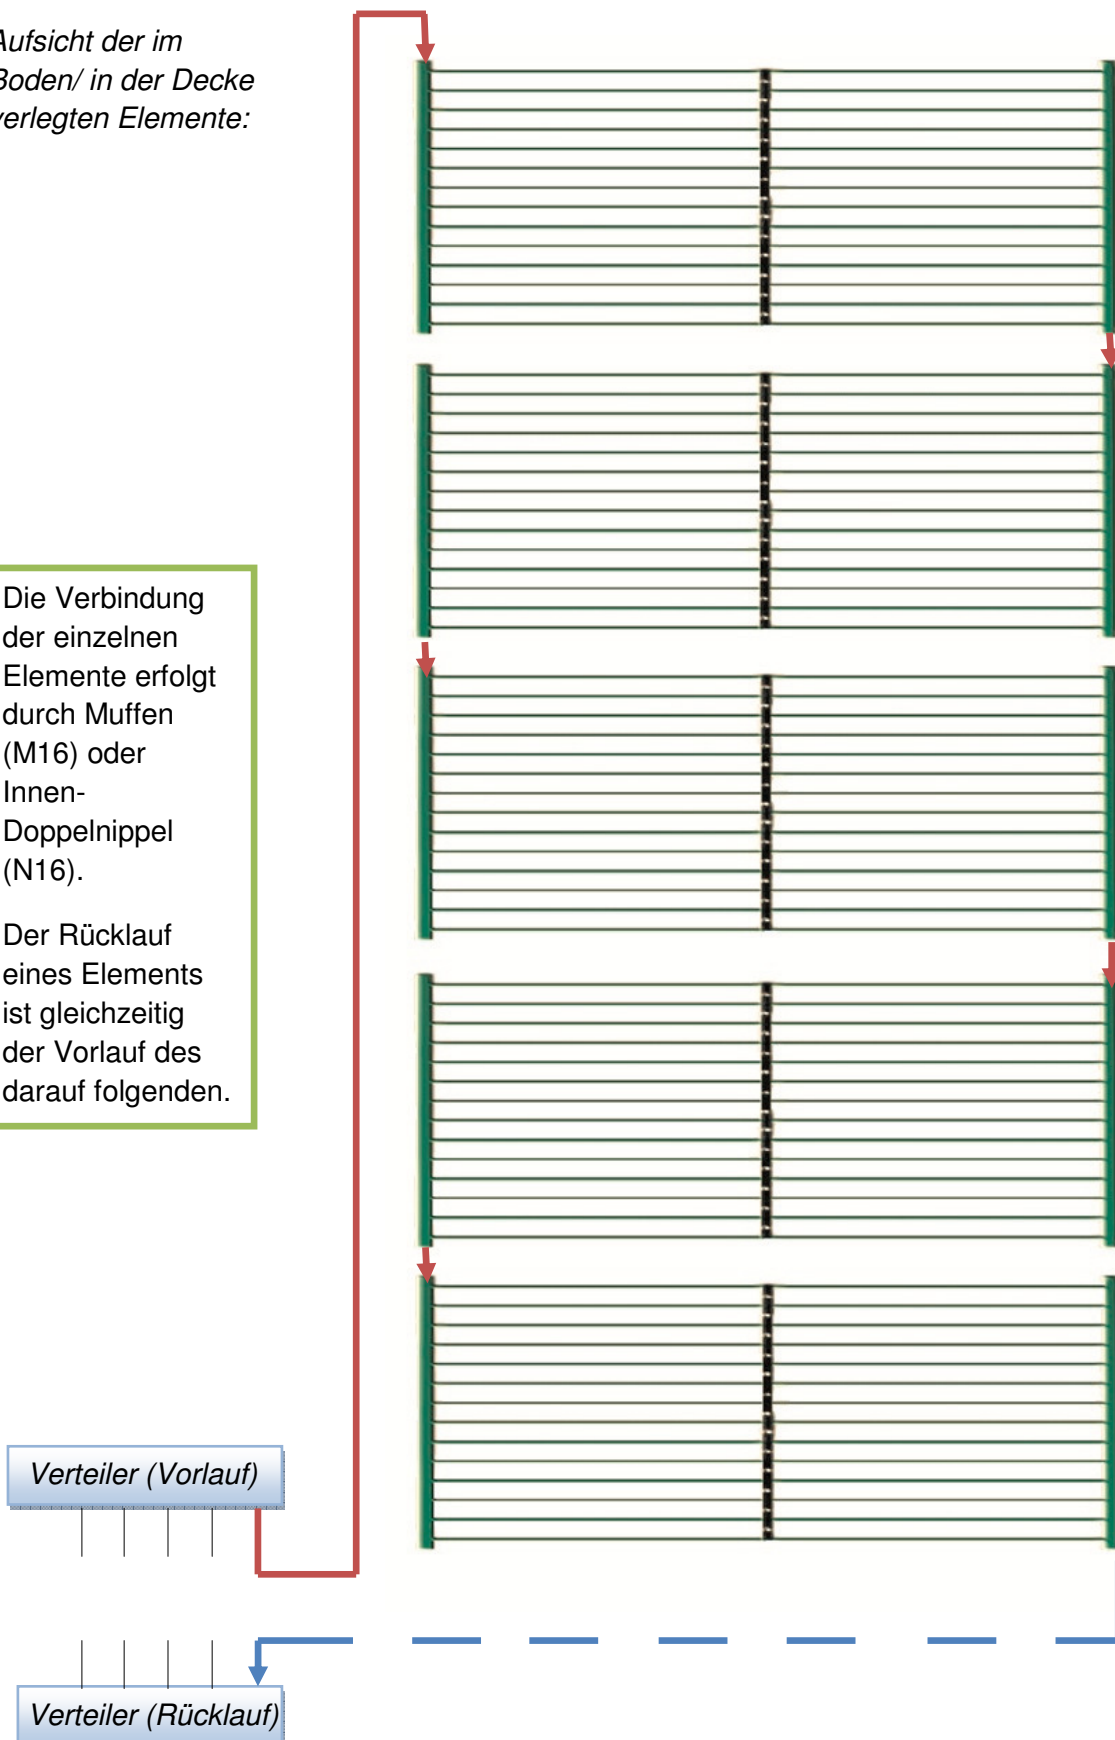 Aufsicht der im
Boden/ in der Decke
verlegten Elemente:
Die Verbindung
der einzelnen
Elemente erfolgt
durch Muffen
(M16) oder
Innen-
Doppelnippel
(N16).
Der Rücklauf
eines Elements
ist gleichzeitig
der Vorlauf des
darauf folgenden.
Verteiler (Vorlauf)
Verteiler (Rücklauf)